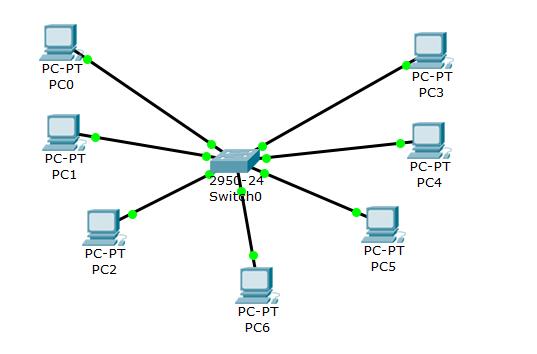 PC-PT
PC0
PC-PT
PC3
PC-PT
PC1
PC-PT
PC4
2950-24
Switch0
PC-PT
PC2
PC-PT
PC5
PC-PT
PC6